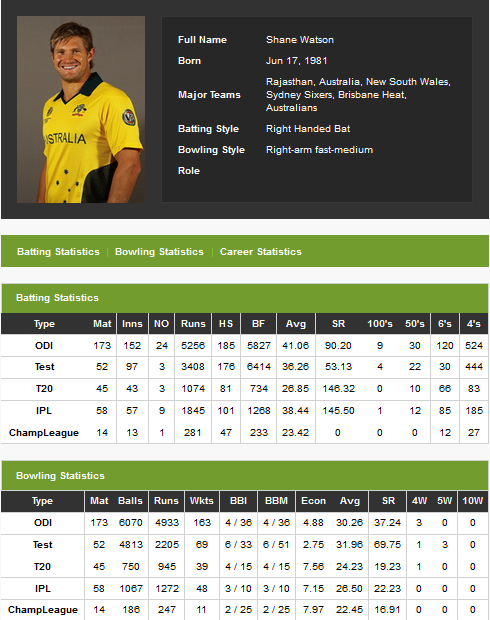 Full Name Shane Watson
Born Jun 17, 1981
Major Teams Rajasthan, Australia, New South Wales,
Sydney Sixers, Brisbane Heat,
Australians
Batting Style Right Handed Bat
Bowling Style Right-arm fast-medium
Role
STRALIA
Batting Statistics | Bowling Statistics | Career Statistics
Batting Statistics
Type Mat Inns NO Runs HS BF Avg SR 100's 50's 6's 4's
ODI 173 152 24 5256 185 5827 41.06 90.20 9 30 120 524
Test 52 97 3 3408 176 6414 36.26 53.13 4 22 30 444
T20 45 43 3 1074 81 734 26.85 146.32 0 10 66 83
IPL 58 57 9 1845 101 1268 38.44 145.50 1 12 85 185
ChampLeague 14 13 1 281 47 233 23.42 0 0 0 12 27
Bowling Statistics
Type Mat Balls Runs Wkts BBI BBM Econ Avg SR 4W 5W 10W
ODI 173 6070 4933 163 4 / 36 4 / 36 4.88 30.26 37.24 3 0 0
Test 52 4813 2205 69 6 / 33 6 / 51 2.75 31.96 69.75 1 3 0
T20 45 750 945 39 4 / 15 4 / 15 7.56 24.23 19.23 1 0 0
IPL 58 1067 1272 48 3 / 10 3 / 10 7.15 26.50 22.23 0 0 0
ChampLeague 14 186 247 11 2 / 25 2 / 25 7.97 22.45 16.91 0 0 0